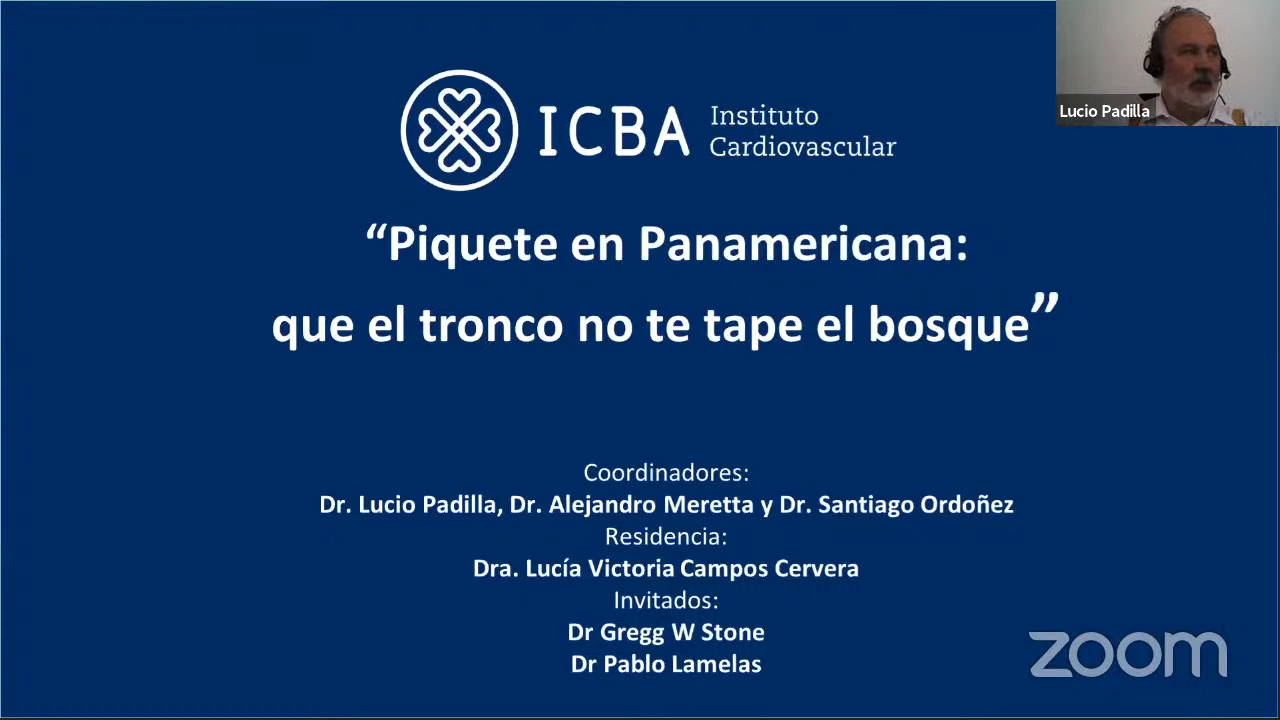 Lucio Padilla
ICBA
Instituto
Cardiovascular
“Piquete en Panamericana:
que el tronco no te tape el bosque”
Coordinadores:
Dr. Lucio Padilla, Dr. Alejandro Meretta y Dr. Santiago Ordoñez
Residencia:
Dra. Lucía Victoria Campos Cervera
Invitados:
Dr Gregg W Stone
Dr Pablo Lamelas
zoom